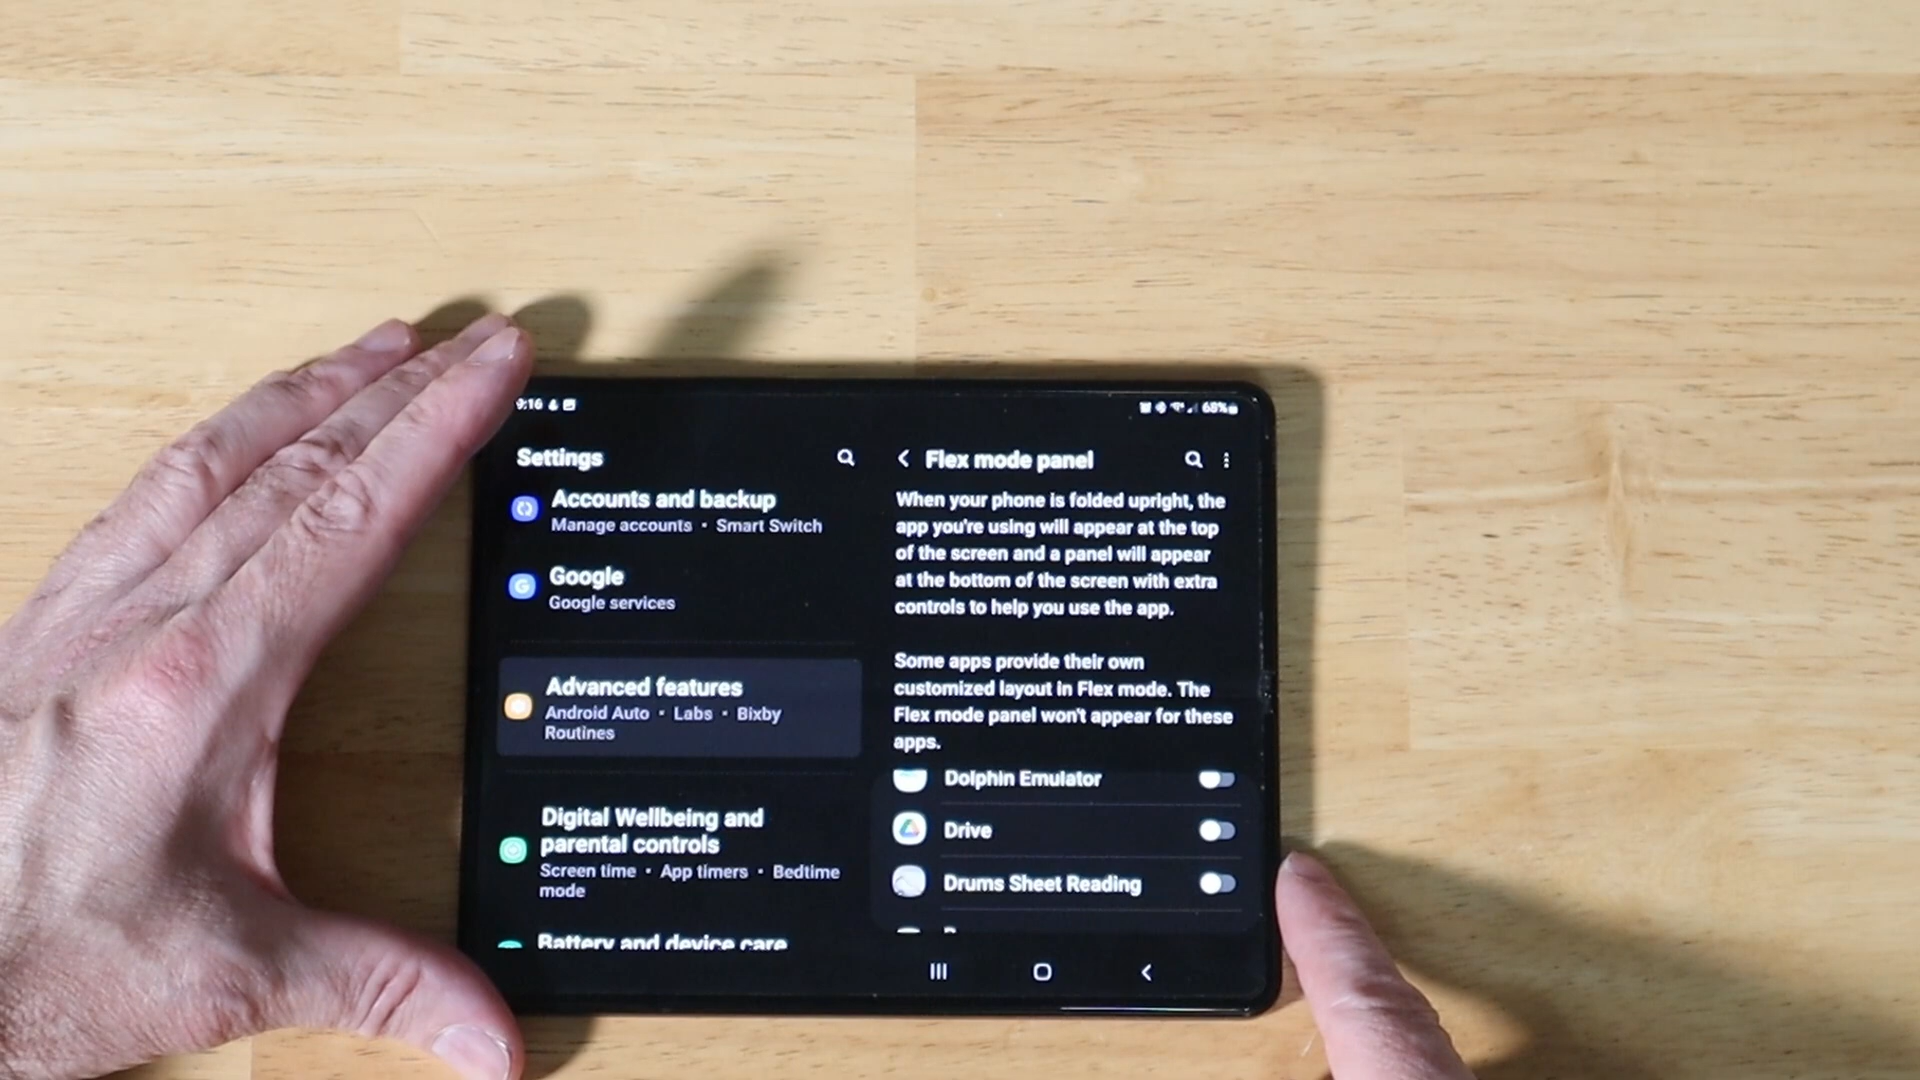 9:16
68%
Settings
Accounts and backup
Manage accounts • Smart Switch
Google
Google services
Advanced features
Android Auto • Labs • Bixby
Routines
Digital Wellbeing and
parental controls
Screen time • App timers • Bedtime
mode
Battery and device care
Flex mode panel
When your phone is folded upright, the
app you're using will appear at the top
of the screen and a panel will appear
at the bottom of the screen with extra
controls to help you use the app.
Some apps provide their own
customized layout in Flex mode. The
Flex mode panel won't appear for these
apps.
Dolphin Emulator
Drive
Drums Sheet Reading